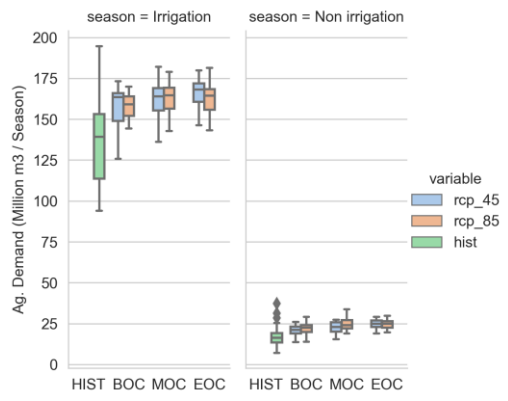 season = Irrigation
season = Non irrigation
Ag. Demand (Million m3 / Season)
200
175
150
125
100
75
50
25
0
HIST BOC MOC EOC
HIST BOC MOC EOC
variable
rcp_45
rcp_85
hist